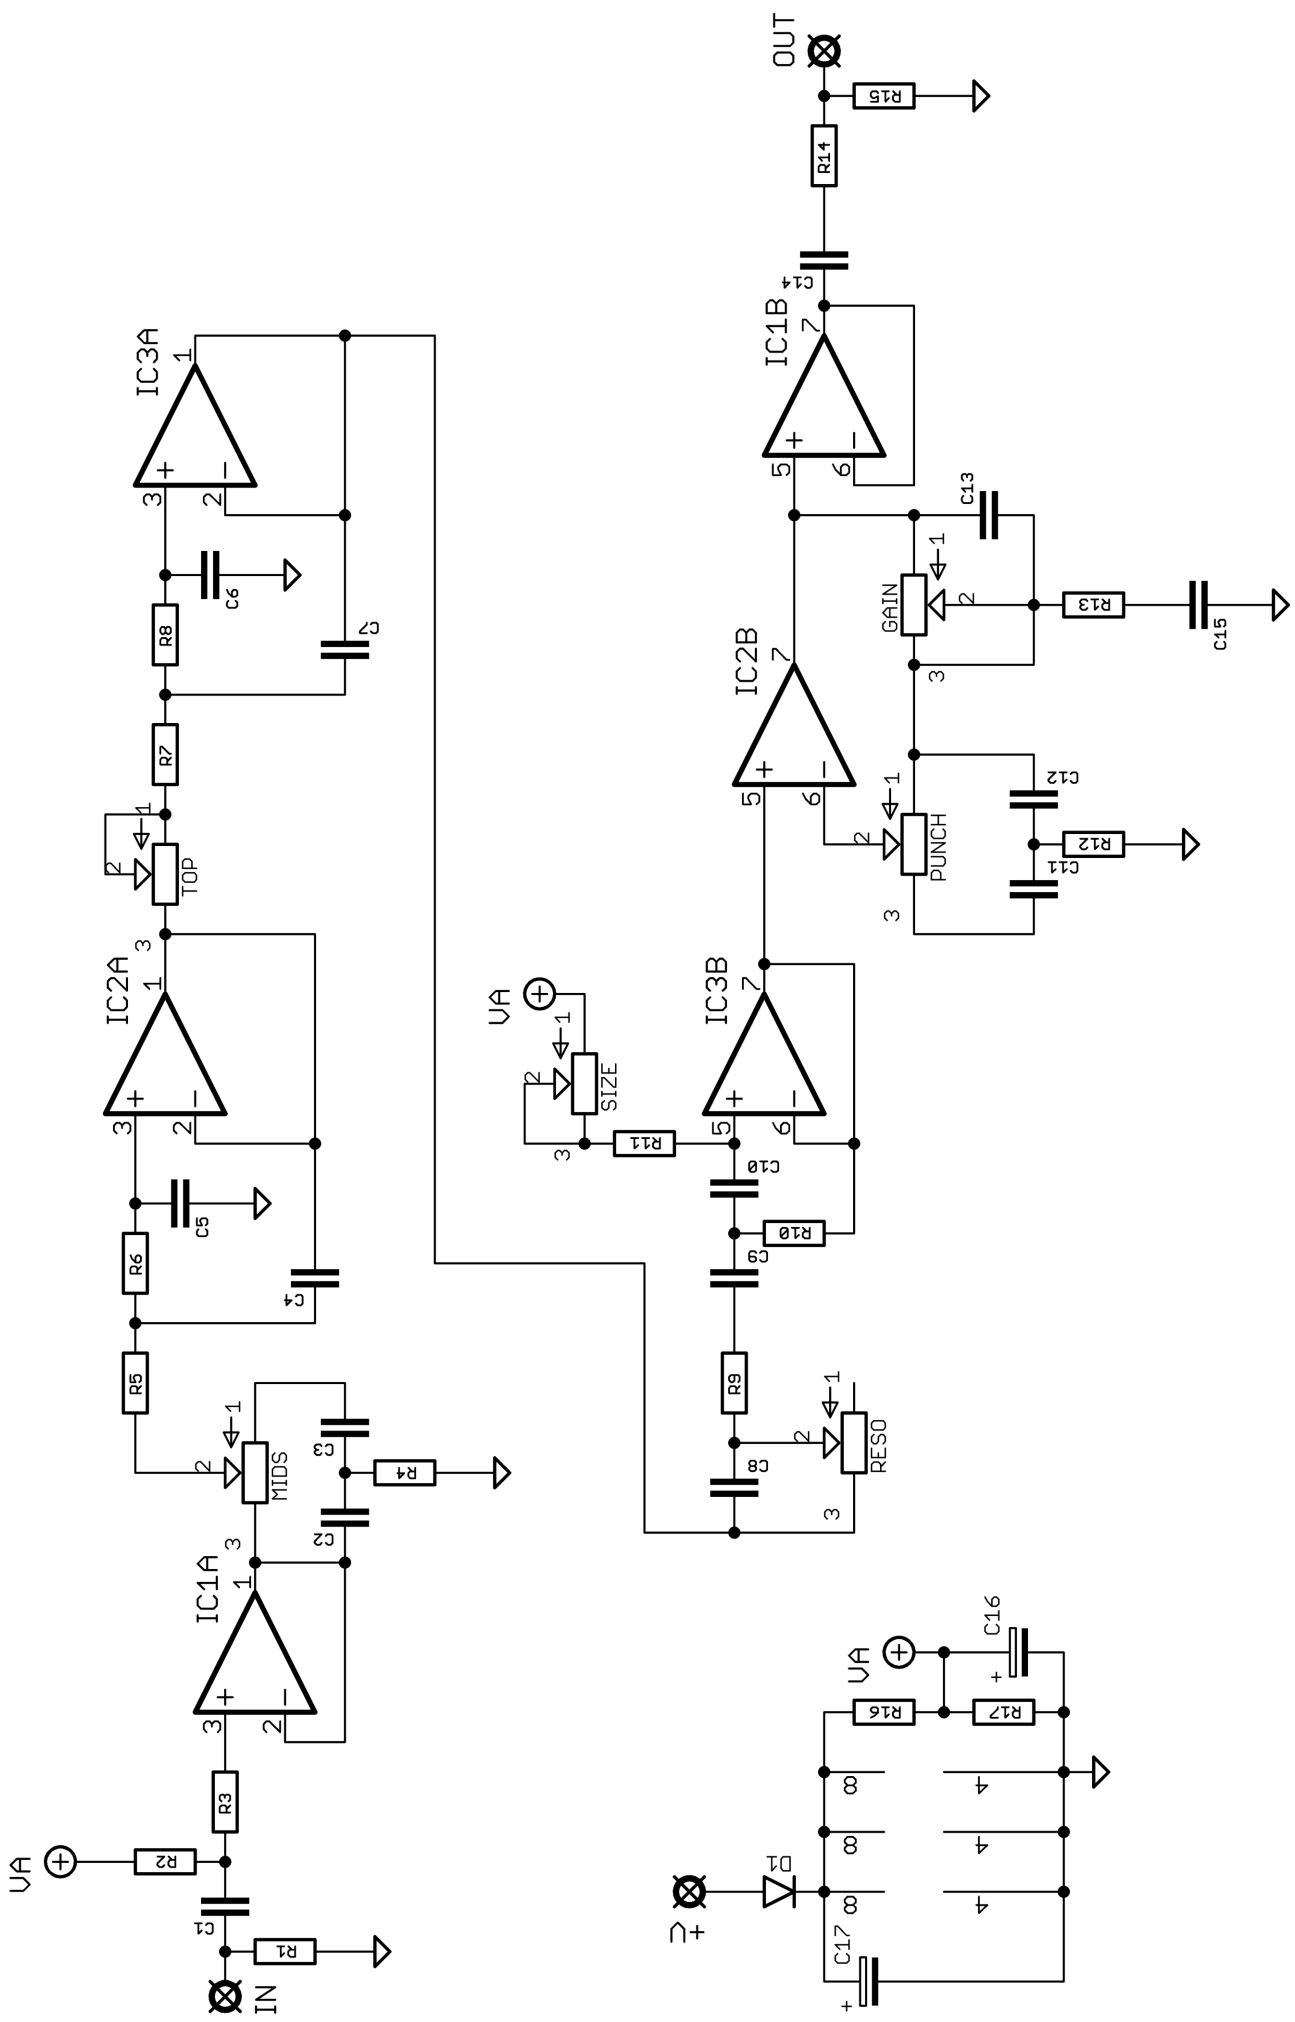 IN
R1
C1
VA
R2
R3
3
2
+
−
1
IC1A
3
MIDS
2
1
C2
C3
R4
R5
R6
C4
C5
3
2
+
−
1
IC2A
3
TOP
2
1
R7
R8
C7
C6
3
2
+
−
1
IC3A
3
RESO
2
1
C8
R9
C9
R10
C10
R11
3
SIZE
2
1
VA
5
6
+
−
7
IC3B
5
6
+
−
7
IC2B
3
PUNCH
2
1
C11
C12
R12
3
GAIN
2
1
C13
R13
C15
5
6
+
−
7
IC1B
C14
R14
R15
OUT
U+
D1
C17
+
8
8
8
4
4
4
R16
R17
VA
C16
+